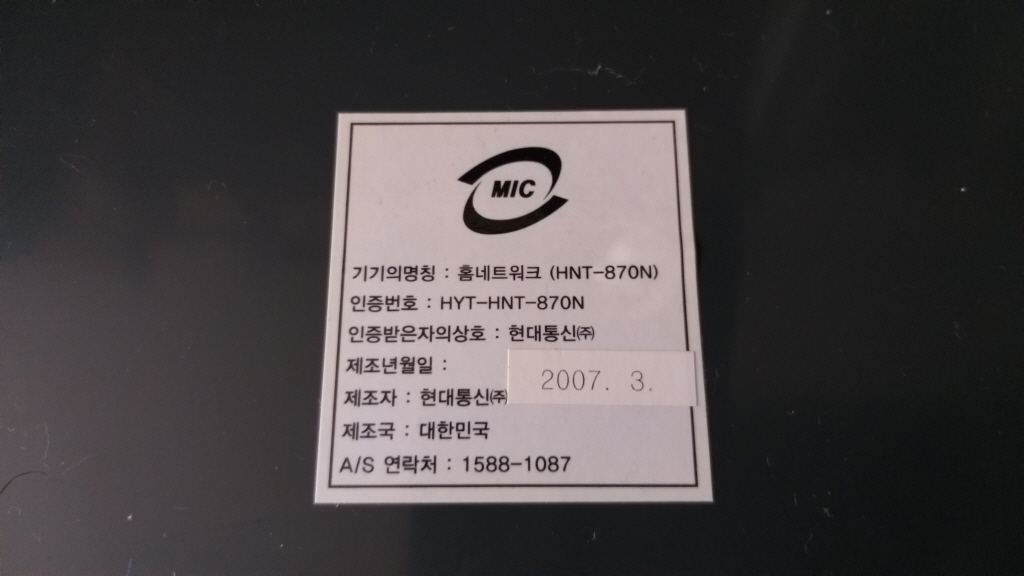 MIC
기기의명칭 : 홈네트워크 (HNT-870N)
인증번호 : HYT-HNT-870N
인증받은자의상호 : 현대통신㈜
제조년월일 :
2007. 3.
제조자 : 현대통신㈜
제조국 : 대한민국
A/S 연락처 : 1588-1087